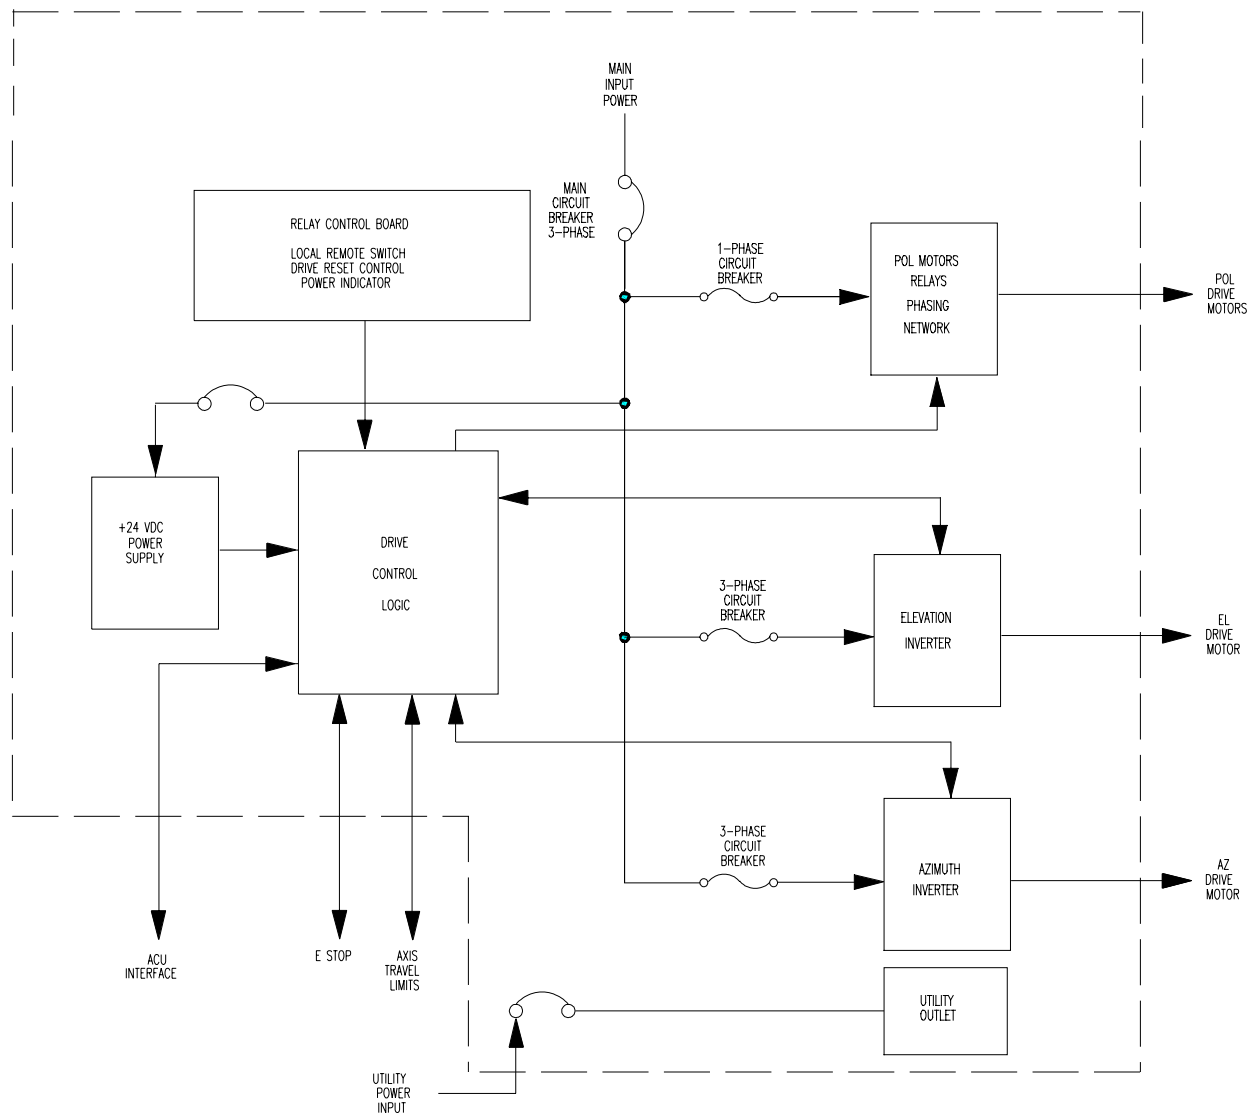 MAIN
INPUT
POWER
MAIN
CIRCUIT
BREAKER
3-PHASE
RELAY CONTROL BOARD
LOCAL REMOTE SWITCH
DRIVE RESET CONTROL
POWER INDICATOR
1-PHASE
CIRCUIT
BREAKER
POL MOTORS
RELAYS
PHASING
NETWORK
POL
DRIVE
MOTORS
+24 VDC
POWER
SUPPLY
DRIVE
CONTROL
LOGIC
3-PHASE
CIRCUIT
BREAKER
ELEVATION
INVERTER
EL
DRIVE
MOTOR
3-PHASE
CIRCUIT
BREAKER
AZIMUTH
INVERTER
AZ
DRIVE
MOTOR
ACU
INTERFACE
E STOP
AXIS
TRAVEL
LIMITS
UTILITY
OUTLET
UTILITY
POWER
INPUT